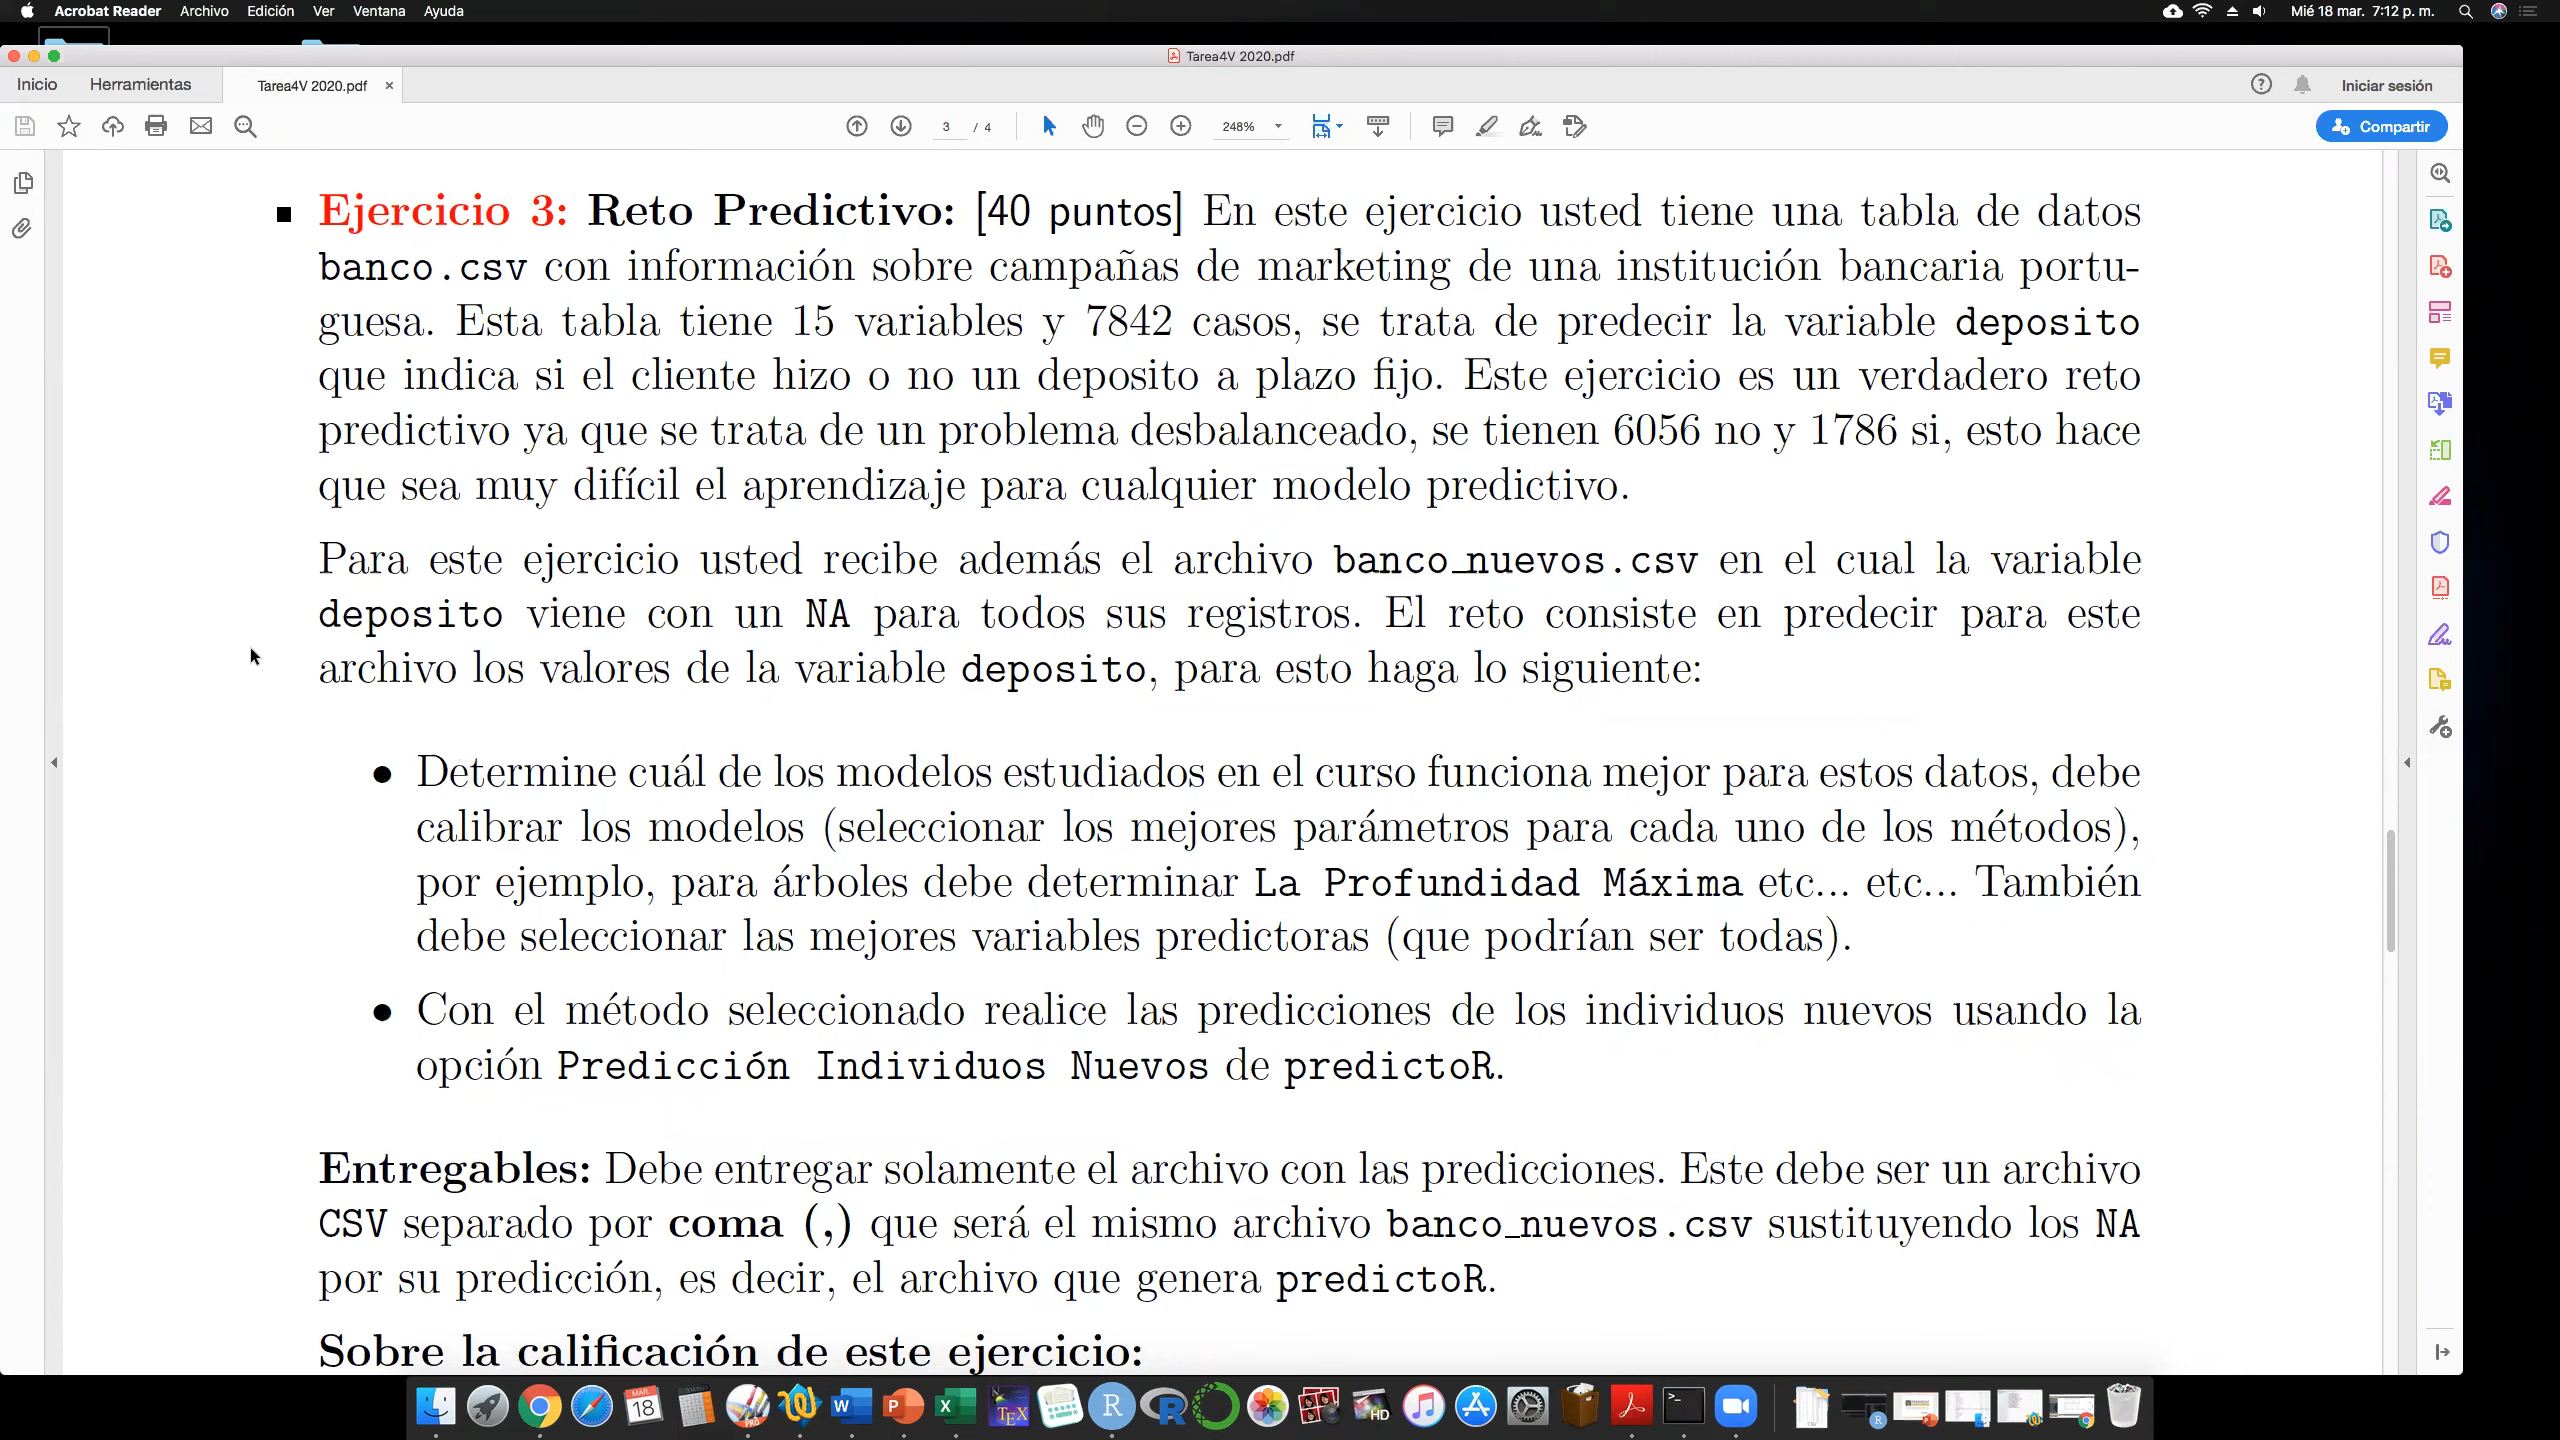 Acrobat Reader Archivo Edición Ver Ventana Ayuda
Mié 18 mar. 7:12 p. m.
Tarea4V 2020.pdf
Inicio Herramientas Tarea4V 2020.pdf × Iniciar sesión
3 / 4 248% Compartir
■ Ejercicio 3: Reto Predictivo: [40 puntos] En este ejercicio usted tiene una tabla de datos
banco.csv con información sobre campañas de marketing de una institución bancaria portu-
guesa. Esta tabla tiene 15 variables y 7842 casos, se trata de predecir la variable deposito
que indica si el cliente hizo o no un deposito a plazo fijo. Este ejercicio es un verdadero reto
predictivo ya que se trata de un problema desbalanceado, se tienen 6056 no y 1786 si, esto hace
que sea muy difícil el aprendizaje para cualquier modelo predictivo.
Para este ejercicio usted recibe además el archivo banco_nuevos.csv en el cual la variable
deposito viene con un NA para todos sus registros. El reto consiste en predecir para este
archivo los valores de la variable deposito, para esto haga lo siguiente:
• Determine cuál de los modelos estudiados en el curso funciona mejor para estos datos, debe
calibrar los modelos (seleccionar los mejores parámetros para cada uno de los métodos),
por ejemplo, para árboles debe determinar La Profundidad Máxima etc... etc... También
debe seleccionar las mejores variables predictoras (que podrían ser todas).
• Con el método seleccionado realice las predicciones de los individuos nuevos usando la
opción Predicción Individuos Nuevos de predictoR.
Entregables: Debe entregar solamente el archivo con las predicciones. Este debe ser un archivo
CSV separado por coma (,) que será el mismo archivo banco_nuevos.csv sustituyendo los NA
por su predicción, es decir, el archivo que genera predictoR.
Sobre la calificación de este ejercicio:
MAR
18
PRO
W
P
X
TEX
R
R
HD